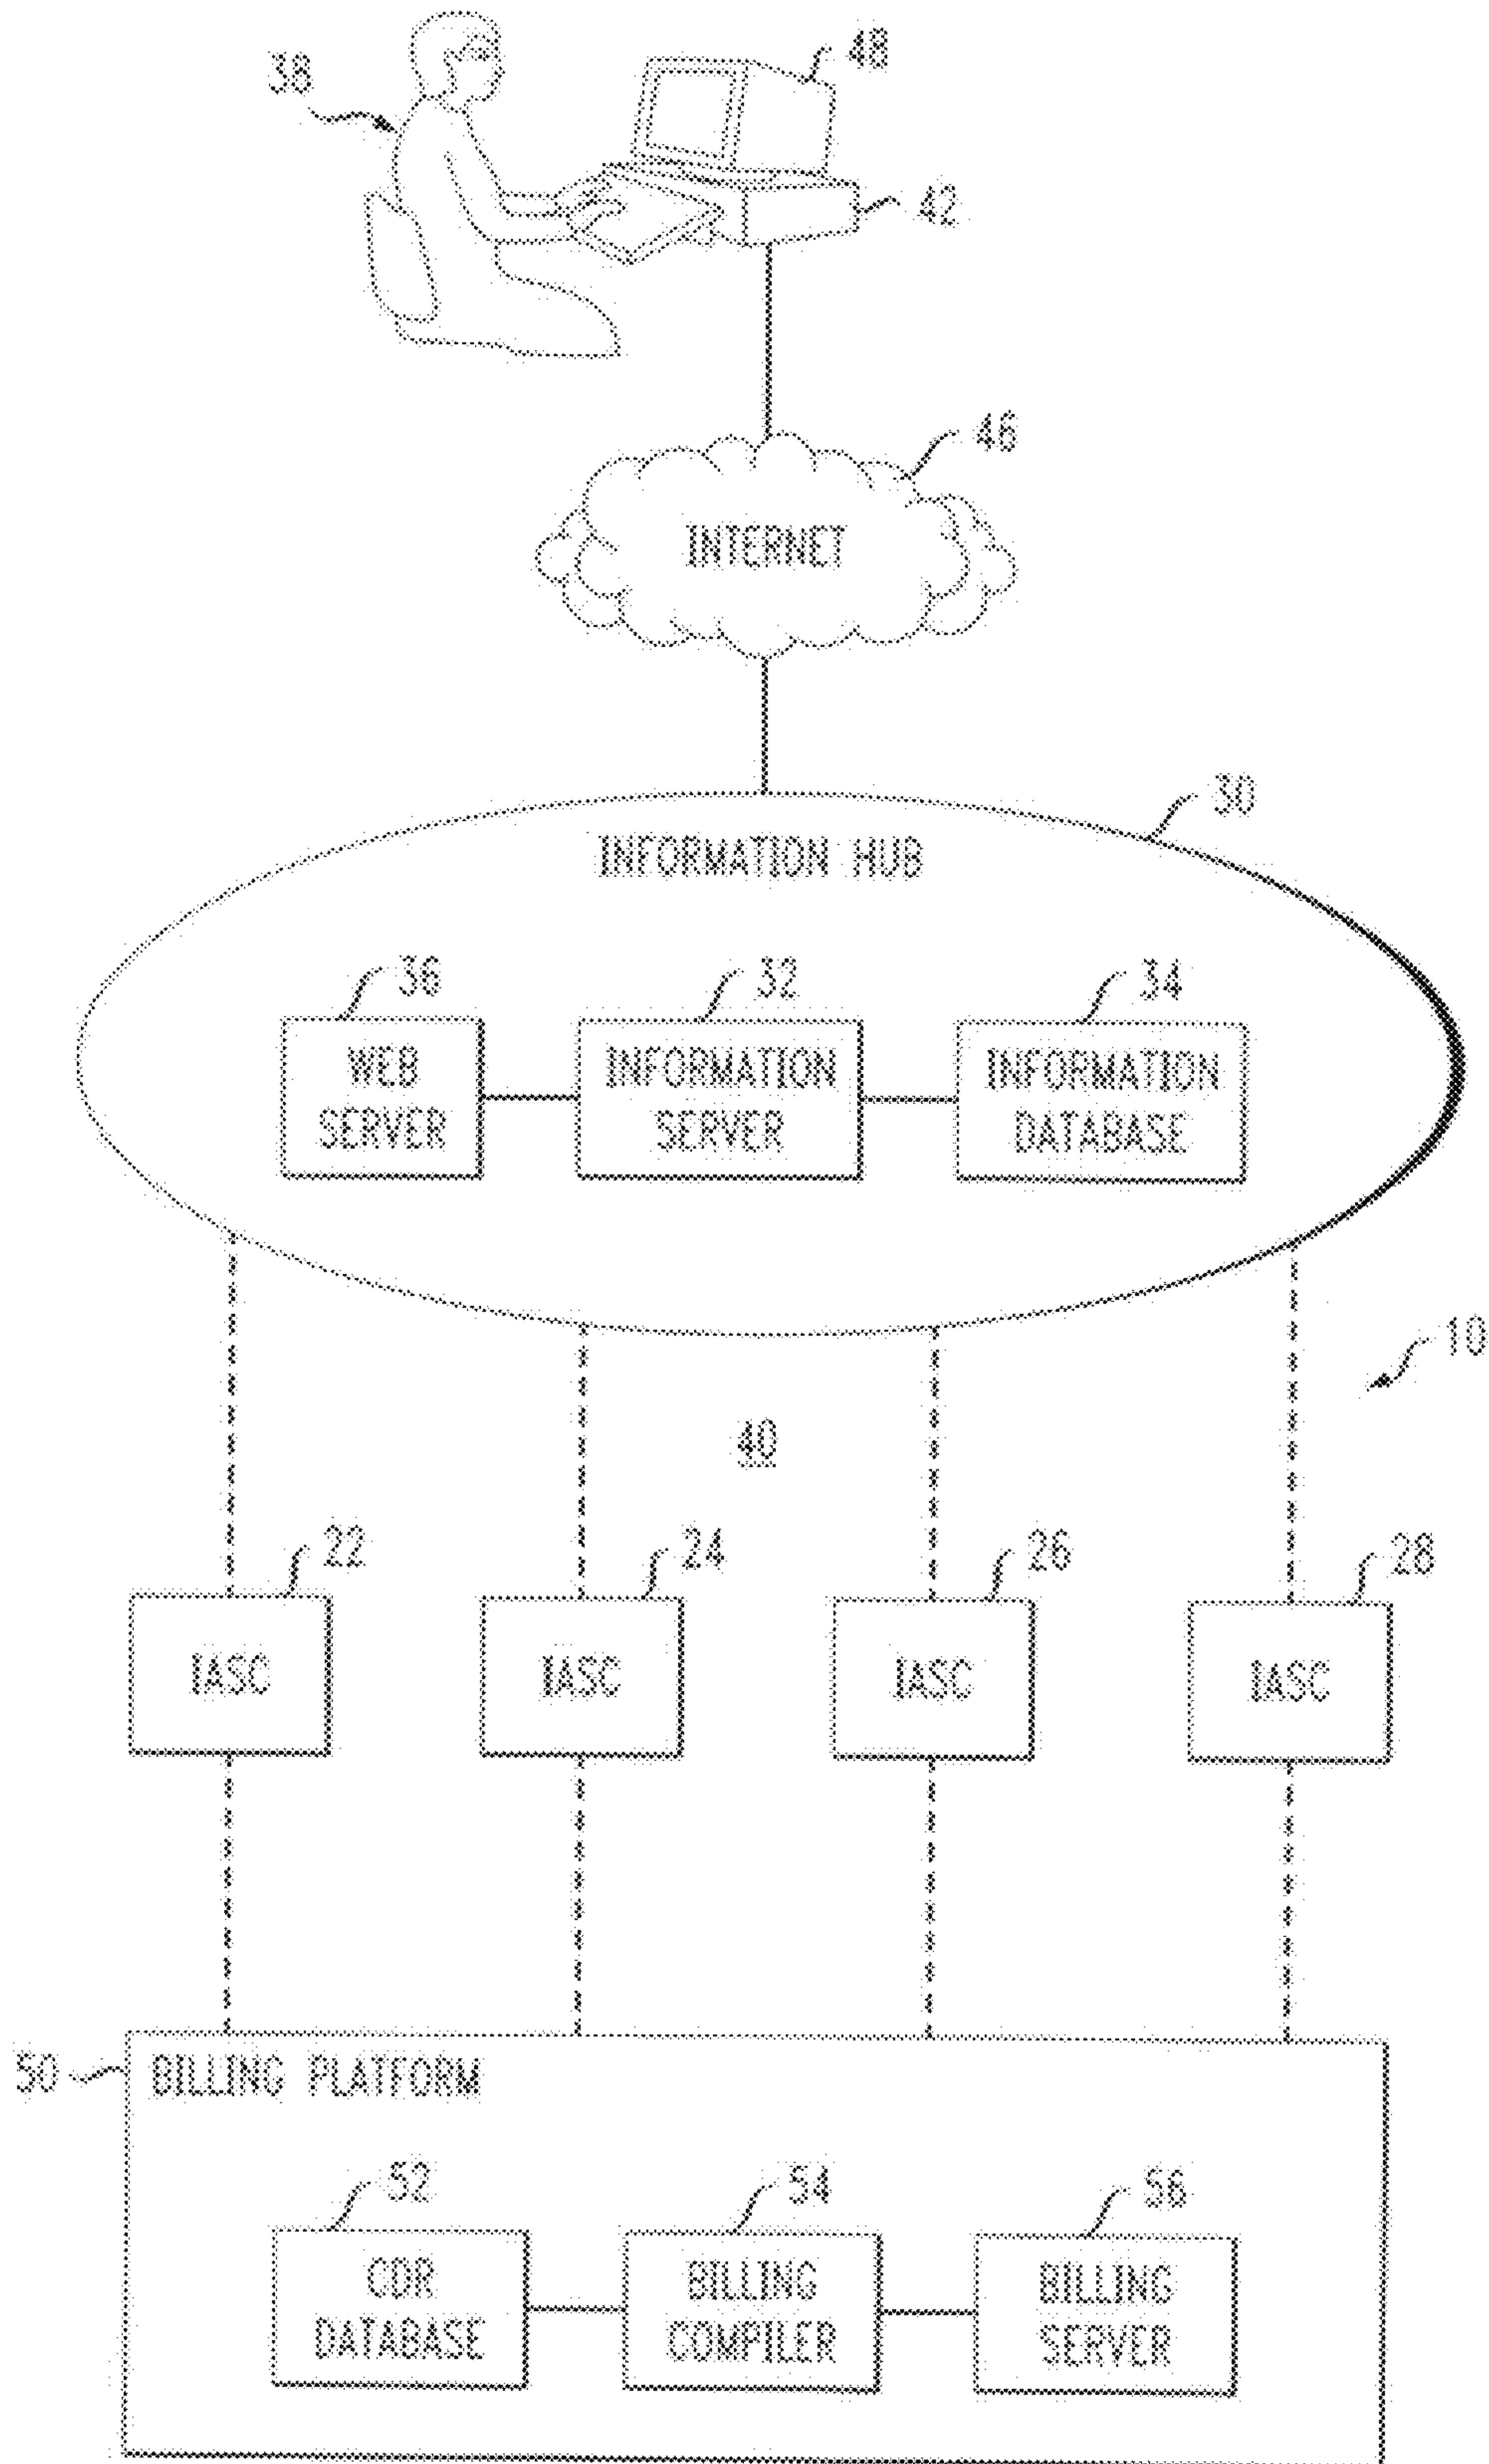 38
48
42
46
INTERNET
30
INFORMATION HUB
36
32
34
WEB
SERVER
INFORMATION
SERVER
INFORMATION
DATABASE
10
40
22
24
26
28
IASC
IASC
IASC
IASC
50
BILLING PLATFORM
52
54
56
CDR
DATABASE
BILLING
COMPILER
BILLING
SERVER